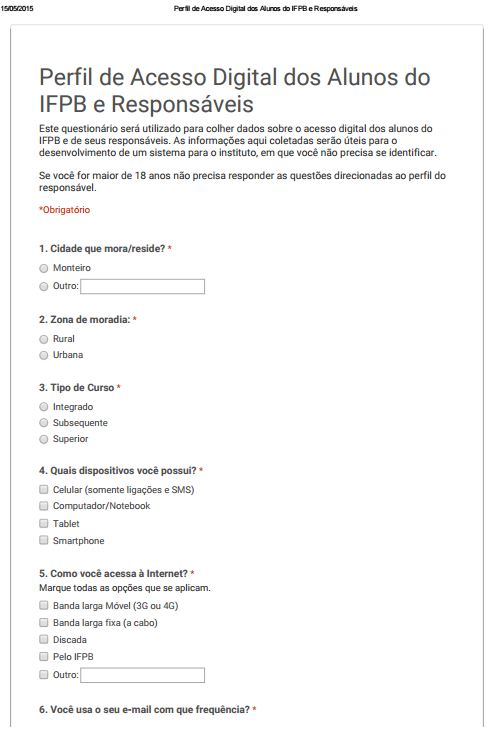 15/05/2015
Perfil de Acesso Digital dos Alunos do IFPB e Responsáveis
Perfil de Acesso Digital dos Alunos do
IFPB e Responsáveis
Este questionário será utilizado para colher dados sobre o acesso digital dos alunos do
IFPB e de seus responsáveis. As informações aqui coletadas serão úteis para o
desenvolvimento de um sistema para o instituto, em que você não precisa se identificar.
Se você for maior de 18 anos não precisa responder as questões direcionadas ao perfil do
responsável.
*Obrigatório
1. Cidade que mora/reside? *
Monteiro
Outro:
2. Zona de moradia: *
Rural
Urbana
3. Tipo de Curso *
Integrado
Subsequente
Superior
4. Quais dispositivos você possui? *
Celular (somente ligações e SMS)
Computador/Notebook
Tablet
Smartphone
5. Como você acessa à Internet? *
Marque todas as opções que se aplicam.
Banda larga Móvel (3G ou 4G)
Banda larga fixa (a cabo)
Discada
Pelo IFPB
Outro:
6. Você usa o seu e-mail com que frequência? *